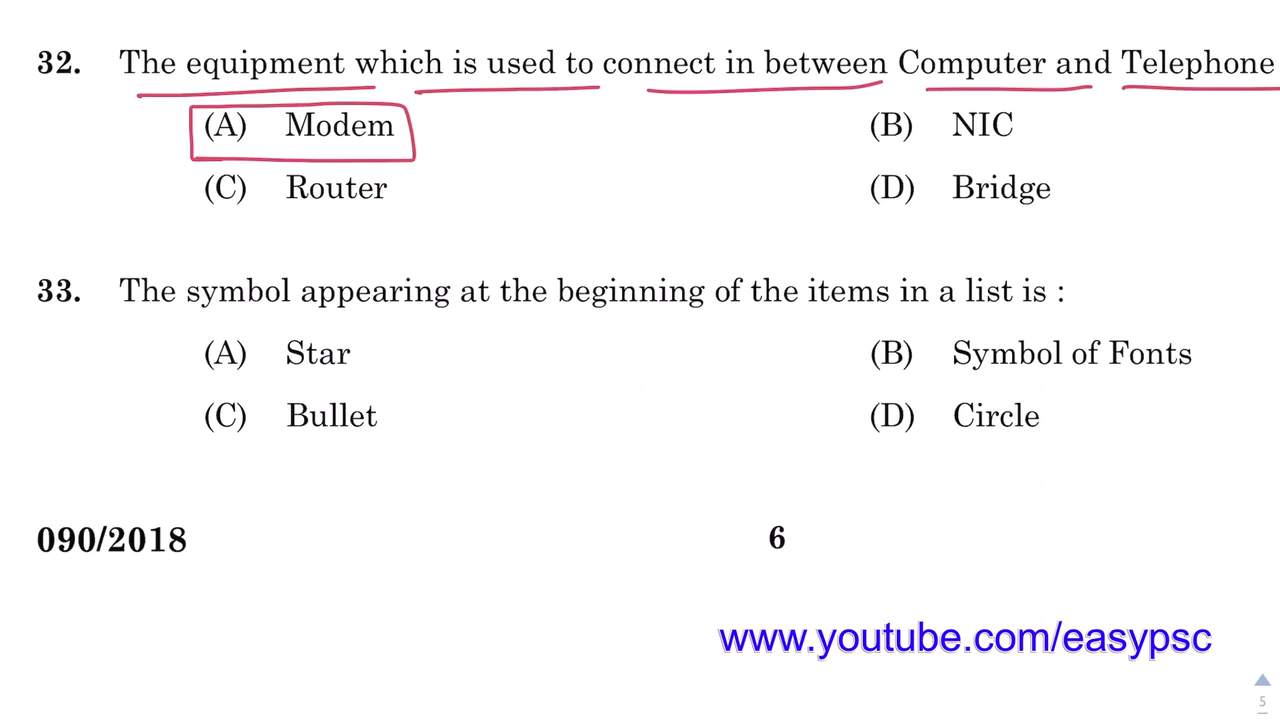 32. The equipment which is used to connect in between Computer and Telephone
(A) Modem (B) NIC
(C) Router (D) Bridge
33. The symbol appearing at the beginning of the items in a list is :
(A) Star (B) Symbol of Fonts
(C) Bullet (D) Circle
090/2018 6
www.youtube.com/easypsc
5